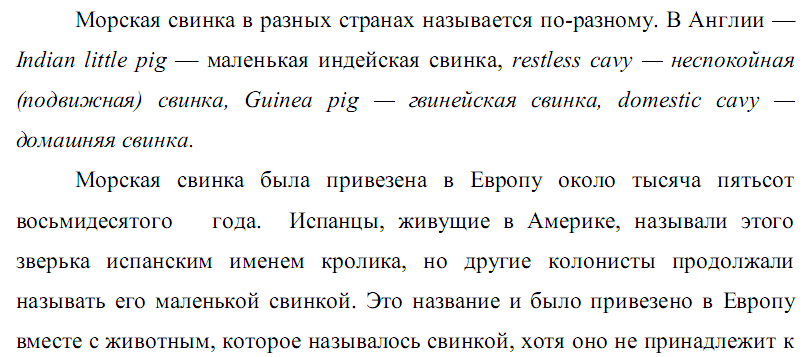 Морская свинка в разных странах называется по-разному. В Англии —
Indian little pig — маленькая индейская свинка, restless cavy — неспокойная
(подвижная) свинка, Guinea pig — гвинейская свинка, domestic cavy —
домашняя свинка.
Морская свинка была привезена в Европу около тысяча пятьсот
восьмидесятого года. Испанцы, живущие в Америке, называли этого
зверька испанским именем кролика, но другие колонисты продолжали
называть его маленькой свинкой. Это название и было привезено в Европу
вместе с животным, которое называлось свинкой, хотя оно не принадлежит к